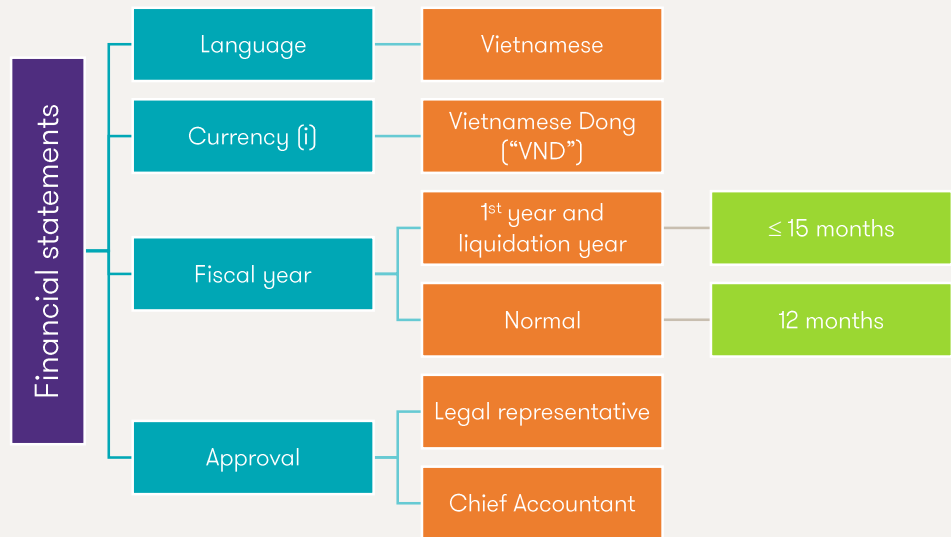 Financial statements
Language
Vietnamese
Currency (i)
Vietnamese Dong
(“VND”)
Fiscal year
1st year and
liquidation year
≤ 15 months
Normal
12 months
Approval
Legal representative
Chief Accountant